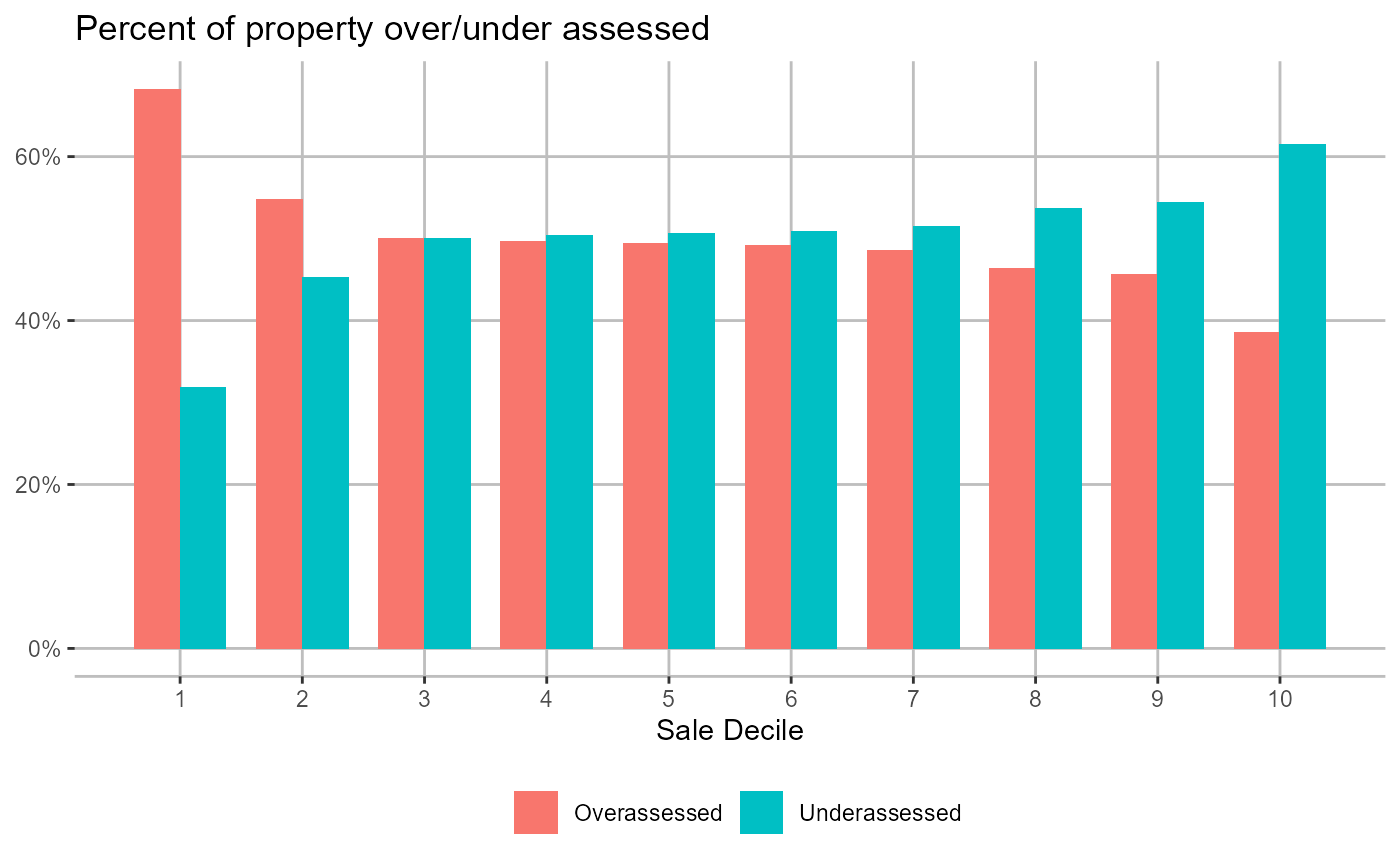 Percent of property over/under assessed
60%
40%
20%
0%
1 2 3 4 5 6 7 8 9 10
Sale Decile
Overassessed Underassessed